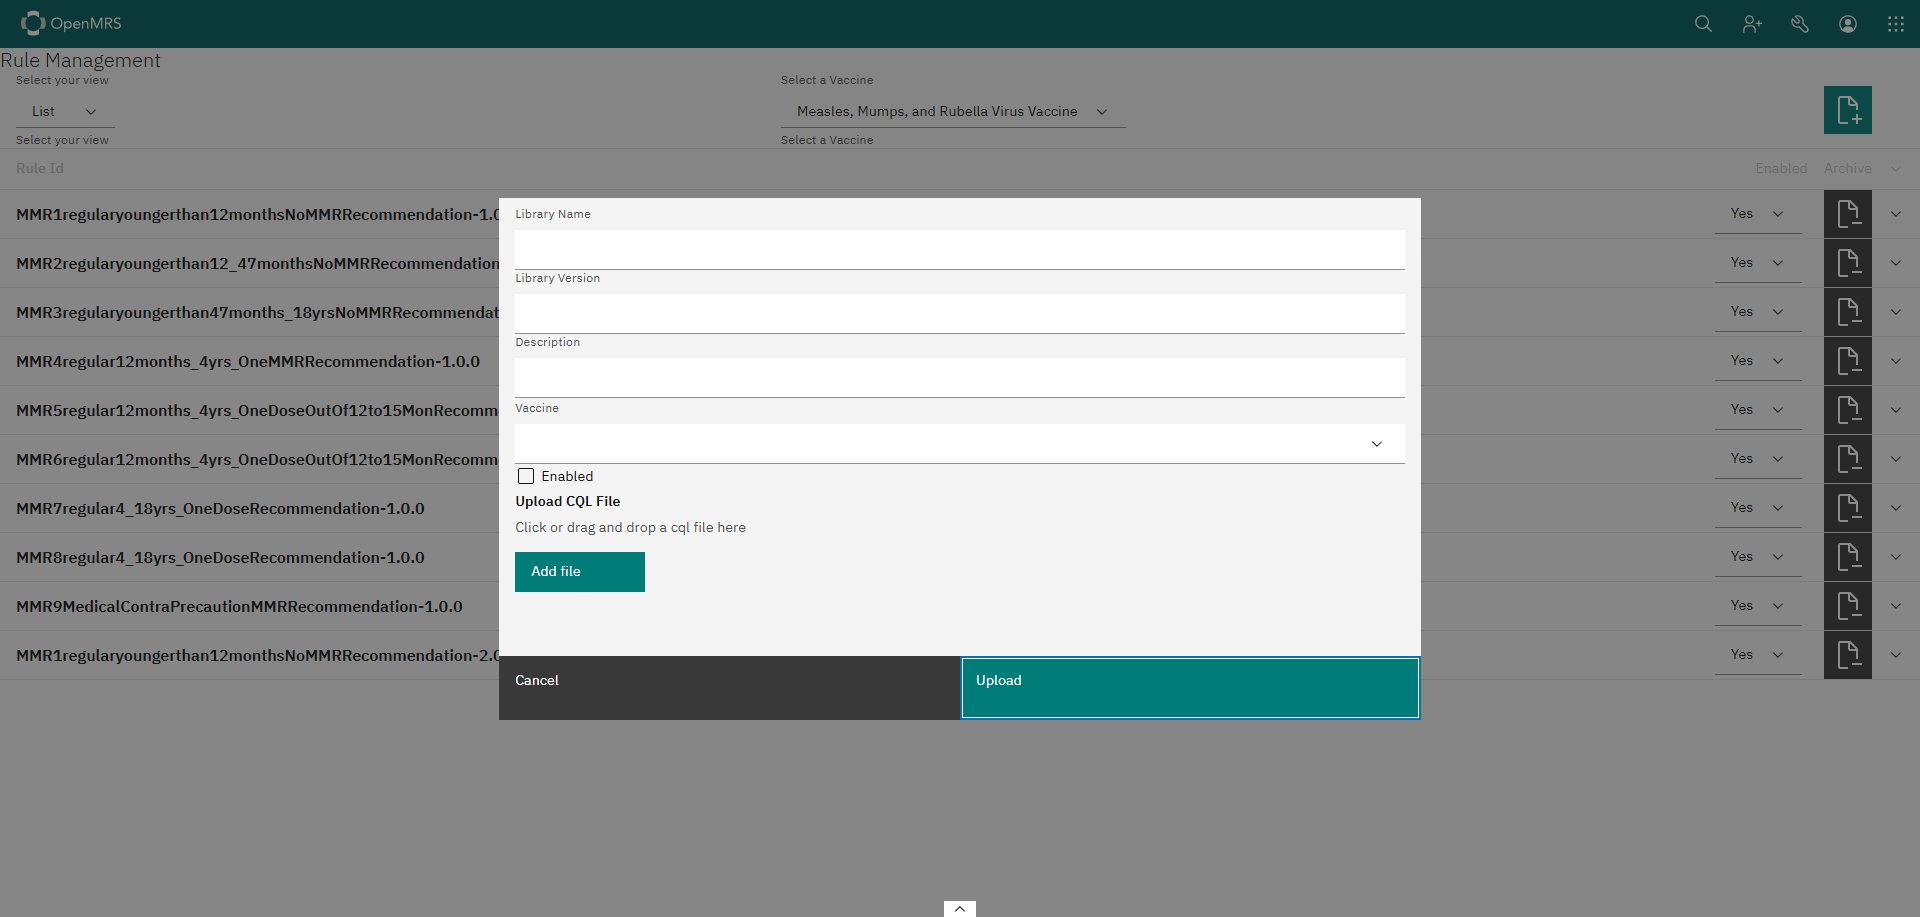 OpenMRS
Rule Management
Select your view
Select a Vaccine
List
Measles, Mumps, and Rubella Virus Vaccine
Select your view
Select a Vaccine
Rule Id
Enabled
Archive
MMR1regularyoungerthan12monthsNoMMRRecommendation-1.0
Yes
MMR2regularyoungerthan12_47monthsNoMMRRecommendation
Yes
MMR3regularyoungerthan47months_18yrsNoMMRRecommendat
Yes
MMR4regular12months_4yrs_OneMMRRecommendation-1.0.0
Yes
MMR5regular12months_4yrs_OneDoseOutOf12to15MonRecomm
Yes
MMR6regular12months_4yrs_OneDoseOutOf12to15MonRecomm
Yes
MMR7regular4_18yrs_OneDoseRecommendation-1.0.0
Yes
MMR8regular4_18yrs_OneDoseRecommendation-1.0.0
Yes
MMR9MedicalContraPrecautionMMRRecommendation-1.0.0
Yes
MMR1regularyoungerthan12monthsNoMMRRecommendation-2.0
Yes
Library Name
Library Version
Description
Vaccine
Enabled
Upload CQL File
Click or drag and drop a cql file here
Add file
Cancel
Upload